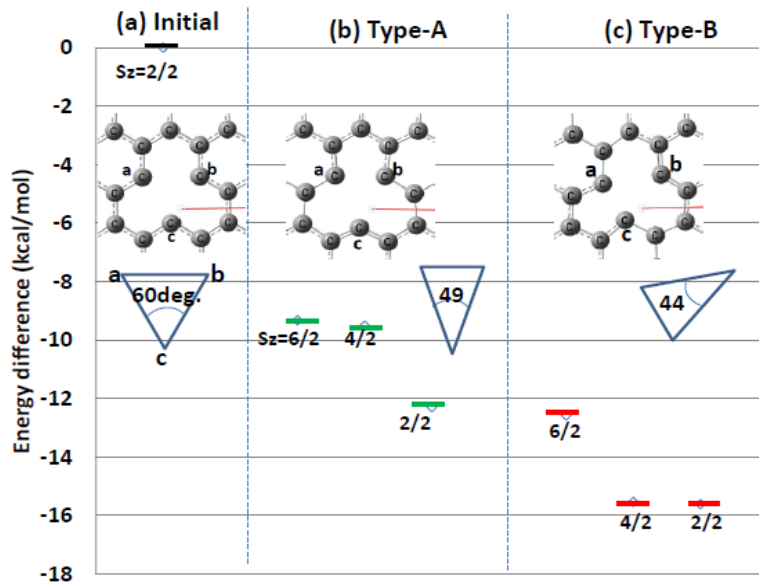 (a) Initial
(b) Type-A
(c) Type-B
Energy difference (kcal/mol)
0
-2
-4
-6
-8
-10
-12
-14
-16
-18
Sz=2/2
a
b
c
C C C C C C C C C C C C C
a
b
c
C C C C C C C C C C C C C
a
b
c
C C C C C C C C C C C C C
a
b
60deg.
c
49
44
Sz=6/2
4/2
2/2
6/2
4/2
2/2